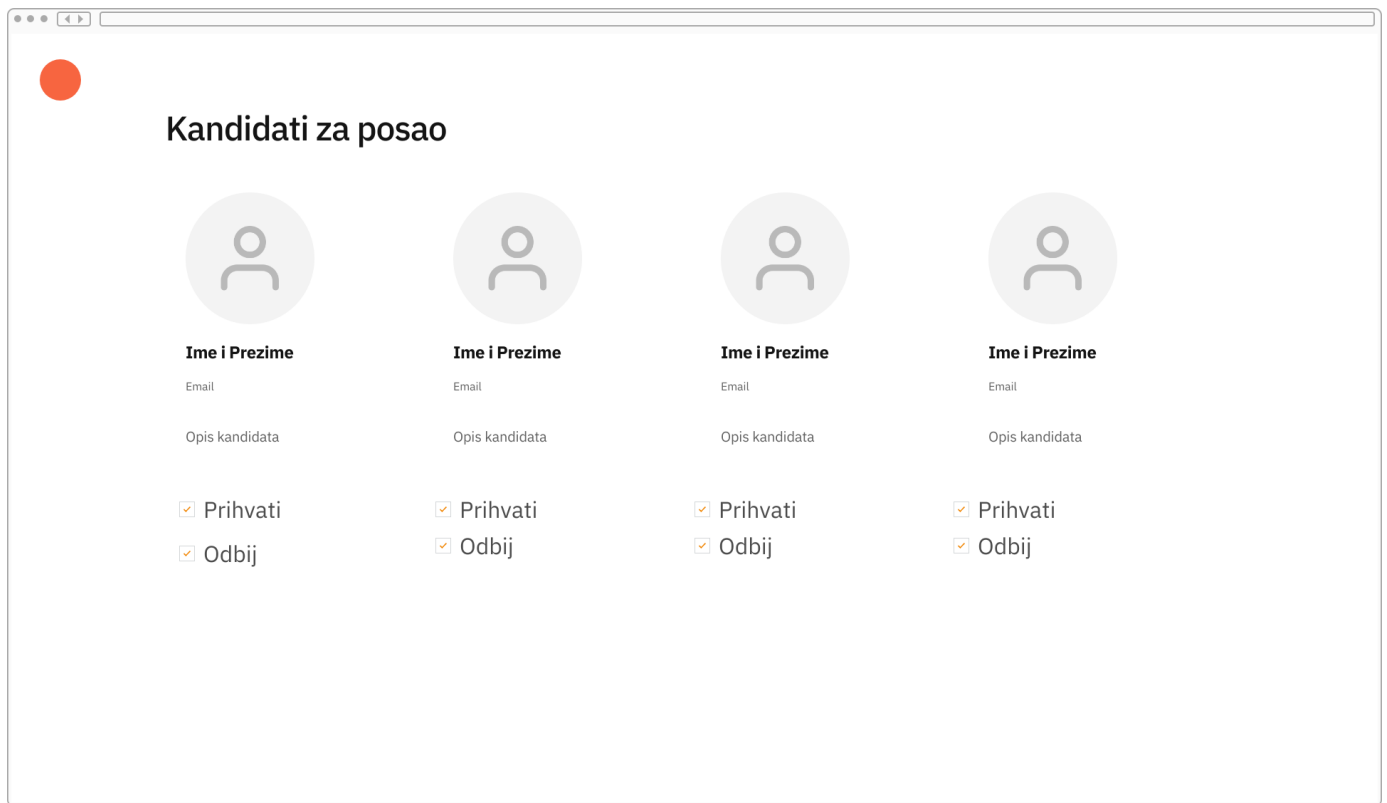 Kandidati za posao
Ime i Prezime
Email
Opis kandidata
Prihvati
Odbij
Ime i Prezime
Email
Opis kandidata
Prihvati
Odbij
Ime i Prezime
Email
Opis kandidata
Prihvati
Odbij
Ime i Prezime
Email
Opis kandidata
Prihvati
Odbij